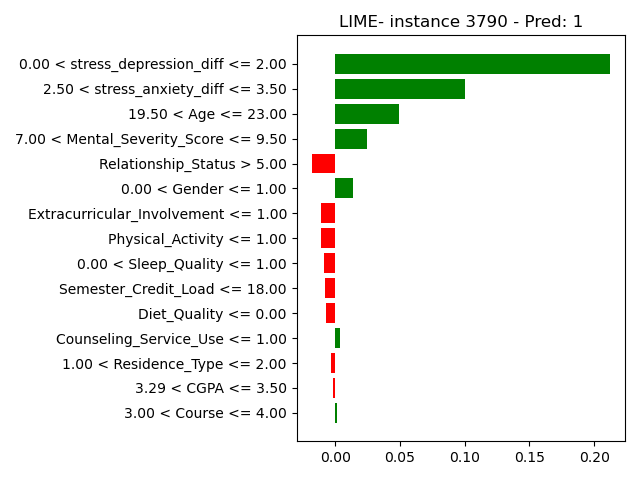 LIME- instance 3790 - Pred: 1
0.00 < stress_depression_diff <= 2.00
2.50 < stress_anxiety_diff <= 3.50
19.50 < Age <= 23.00
7.00 < Mental_Severity_Score <= 9.50
Relationship_Status > 5.00
0.00 < Gender <= 1.00
Extracurricular_Involvement <= 1.00
Physical_Activity <= 1.00
0.00 < Sleep_Quality <= 1.00
Semester_Credit_Load <= 18.00
Diet_Quality <= 0.00
Counseling_Service_Use <= 1.00
1.00 < Residence_Type <= 2.00
3.29 < CGPA <= 3.50
3.00 < Course <= 4.00
0.00 0.05 0.10 0.15 0.20